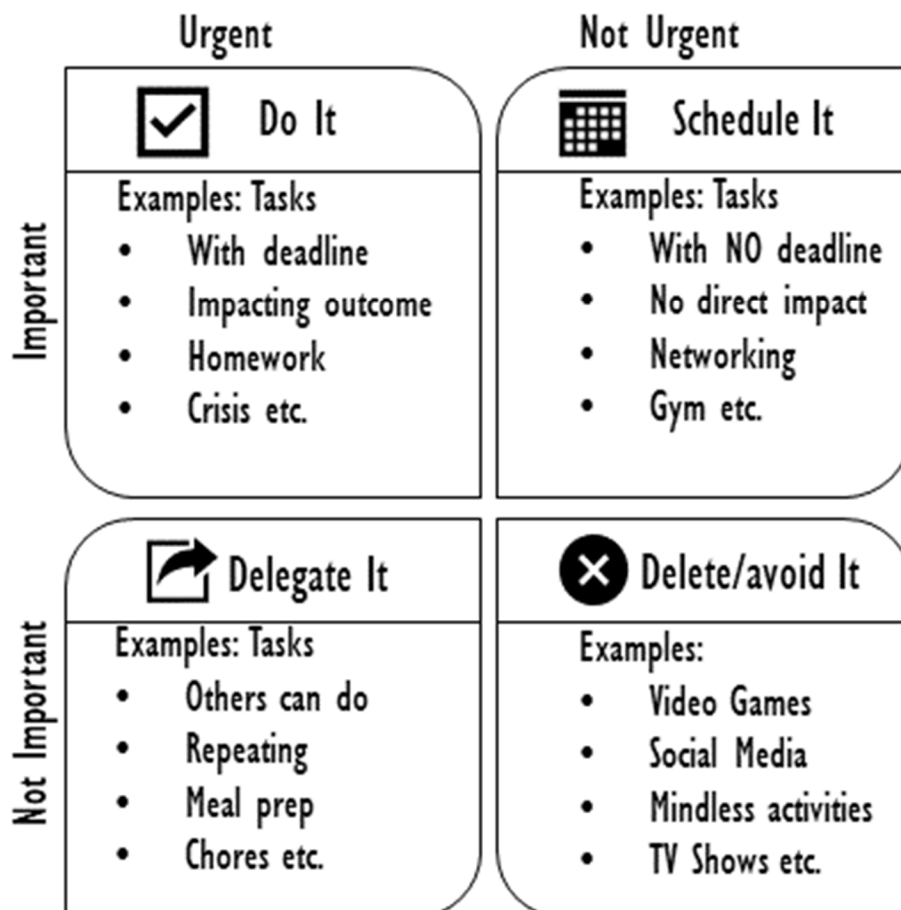 Urgent
Not Urgent
Important
Do It
Examples: Tasks
• With deadline
• Impacting outcome
• Homework
• Crisis etc.
Schedule It
Examples: Tasks
• With NO deadline
• No direct impact
• Networking
• Gym etc.
Not Important
Delegate It
Examples: Tasks
• Others can do
• Repeating
• Meal prep
• Chores etc.
Delete/avoid It
Examples:
• Video Games
• Social Media
• Mindless activities
• TV Shows etc.